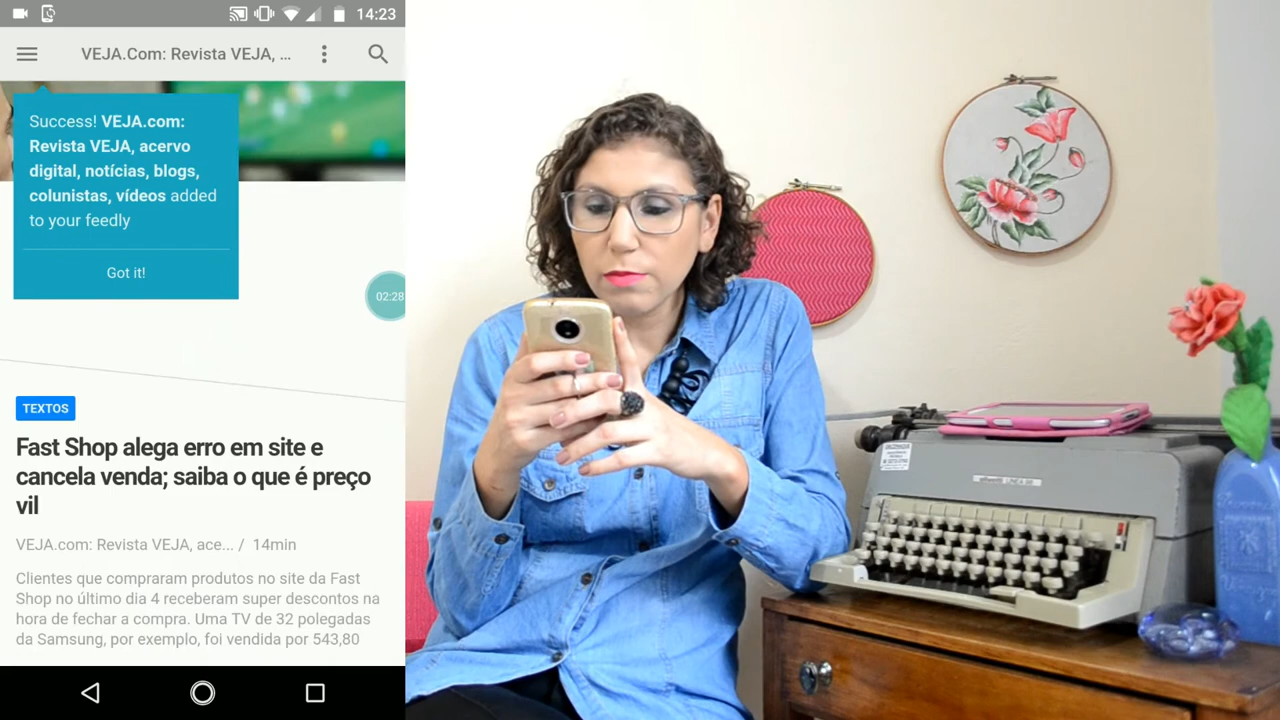 14:23
VEJA.Com: Revista VEJA, ...
Success! VEJA.com:
Revista VEJA, acervo
digital, notícias, blogs,
colunistas, vídeos added
to your feedly
Got it!
02:28
TEXTOS
Fast Shop alega erro em site e
cancela venda; saiba o que é preço
vil
VEJA.com: Revista VEJA, ace... / 14min
Clientes que compraram produtos no site da Fast
Shop no último dia 4 receberam super descontos na
hora de fechar a compra. Uma TV de 32 polegadas
da Samsung, por exemplo, foi vendida por 543,80